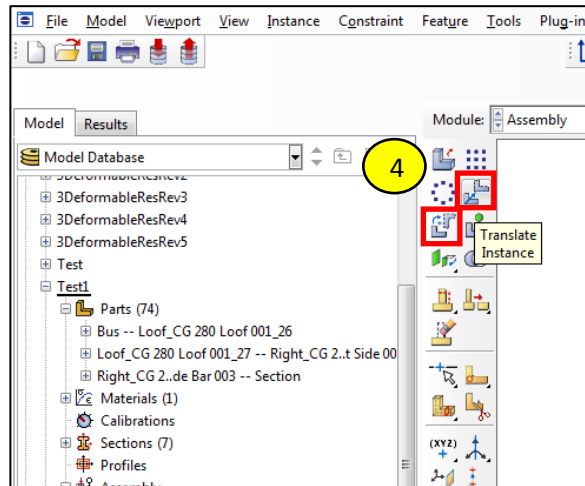 File Model Viewport View Instance Constraint Feature Tools Plug-in
Model Results
Module: Assembly
Model Database
4
3DeformableResRev2
3DeformableResRev3
3DeformableResRev4
3DeformableResRev5
Test
Test1
Parts (74)
Bus -- Loof_CG 280 Loof 001_26
Loof_CG 280 Loof 001_27 -- Right_CG 2..t Side 00
Right_CG 2..de Bar 003 -- Section
Materials (1)
Calibrations
Sections (7)
Profiles
Assembly
Translate
Instance
(XYZ)